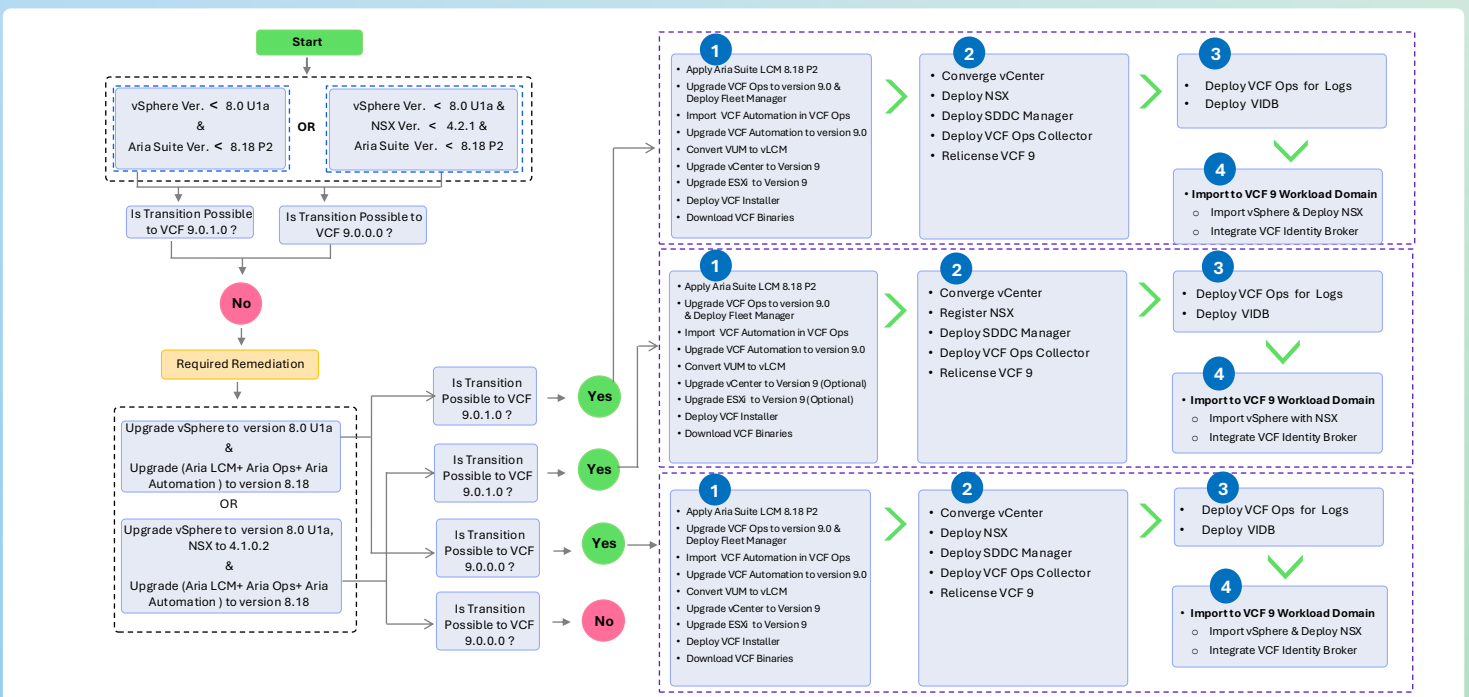 Start
vSphere Ver. < 8.0 U1a
&
Aria Suite Ver. < 8.18 P2
OR
vSphere Ver. < 8.0 U1a &
NSX Ver. < 4.2.1 &
Aria Suite Ver. < 8.18 P2
Is Transition Possible
to VCF 9.0.1.0 ?
Is Transition Possible to
VCF 9.0.0.0 ?
No
Required Remediation
Upgrade vSphere to version 8.0 U1a
&
Upgrade (Aria LCM+ Aria Ops+ Aria
Automation ) to version 8.18
OR
Upgrade vSphere to version 8.0 U1a,
NSX to 4.1.0.2
&
Upgrade (Aria LCM+ Aria Ops+ Aria
Automation ) to version 8.18
Is Transition
Possible to VCF
9.0.1.0 ?
Yes
Is Transition
Possible to VCF
9.0.1.0 ?
Yes
Is Transition
Possible to VCF
9.0.0.0 ?
Yes
Is Transition
Possible to VCF
9.0.0.0 ?
No
1
• Apply Aria Suite LCM 8.18 P2
• Upgrade VCF Ops to version 9.0 &
Deploy Fleet Manager
• Import VCF Automation in VCF Ops
• Upgrade VCF Automation to version 9.0
• Convert VUM to vLCM
• Upgrade vCenter to Version 9
• Upgrade ESXi to Version 9
• Deploy VCF Installer
• Download VCF Binaries
2
• Converge vCenter
• Deploy NSX
• Deploy SDDC Manager
• Deploy VCF Ops Collector
• Relicense VCF 9
3
• Deploy VCF Ops for Logs
• Deploy VIDB
4
• Import to VCF 9 Workload Domain
o Import vSphere & Deploy NSX
o Integrate VCF Identity Broker
1
• Apply Aria Suite LCM 8.18 P2
• Upgrade VCF Ops to version 9.0
& Deploy Fleet Manager
• Import VCF Automation in VCF Ops
• Upgrade VCF Automation to version 9.0
• Convert VUM to vLCM
• Upgrade vCenter to Version 9 (Optional)
• Upgrade ESXi to Version 9 (Optional)
• Deploy VCF Installer
• Download VCF Binaries
2
• Converge vCenter
• Register NSX
• Deploy SDDC Manager
• Deploy VCF Ops Collector
• Relicense VCF 9
3
• Deploy VCF Ops for Logs
• Deploy VIDB
4
• Import to VCF 9 Workload Domain
o Import vSphere with NSX
o Integrate VCF Identity Broker
1
• Apply Aria Suite LCM 8.18 P2
• Upgrade VCF Ops to version 9.0 &
Deploy Fleet Manager
• Import VCF Automation in VCF Ops
• Upgrade VCF Automation to version 9.0
• Convert VUM to vLCM
• Upgrade vCenter to Version 9
• Upgrade ESXi to Version 9
• Deploy VCF Installer
• Download VCF Binaries
2
• Converge vCenter
• Deploy NSX
• Deploy SDDC Manager
• Deploy VCF Ops Collector
• Relicense VCF 9
3
• Deploy VCF Ops for Logs
• Deploy VIDB
4
• Import to VCF 9 Workload Domain
o Import vSphere & Deploy NSX
o Integrate VCF Identity Broker